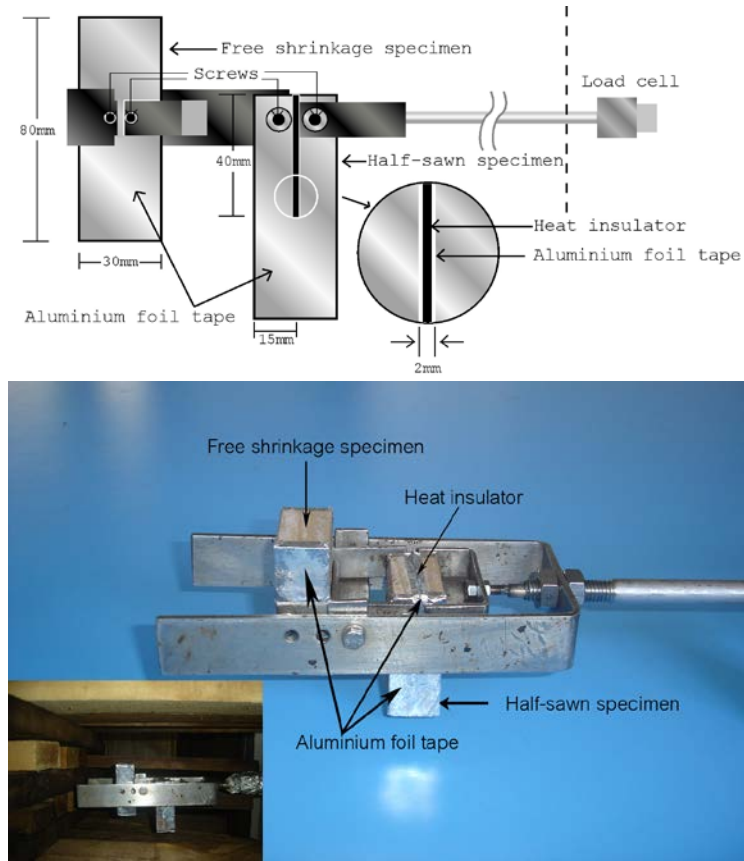 Free shrinkage specimen
Screws
Load cell
80mm
40mm
Half-sawn specimen
Heat insulator
Aluminium foil tape
30mm
Aluminium foil tape
15mm
2mm
Free shrinkage specimen
Heat insulator
Half-sawn specimen
Aluminium foil tape